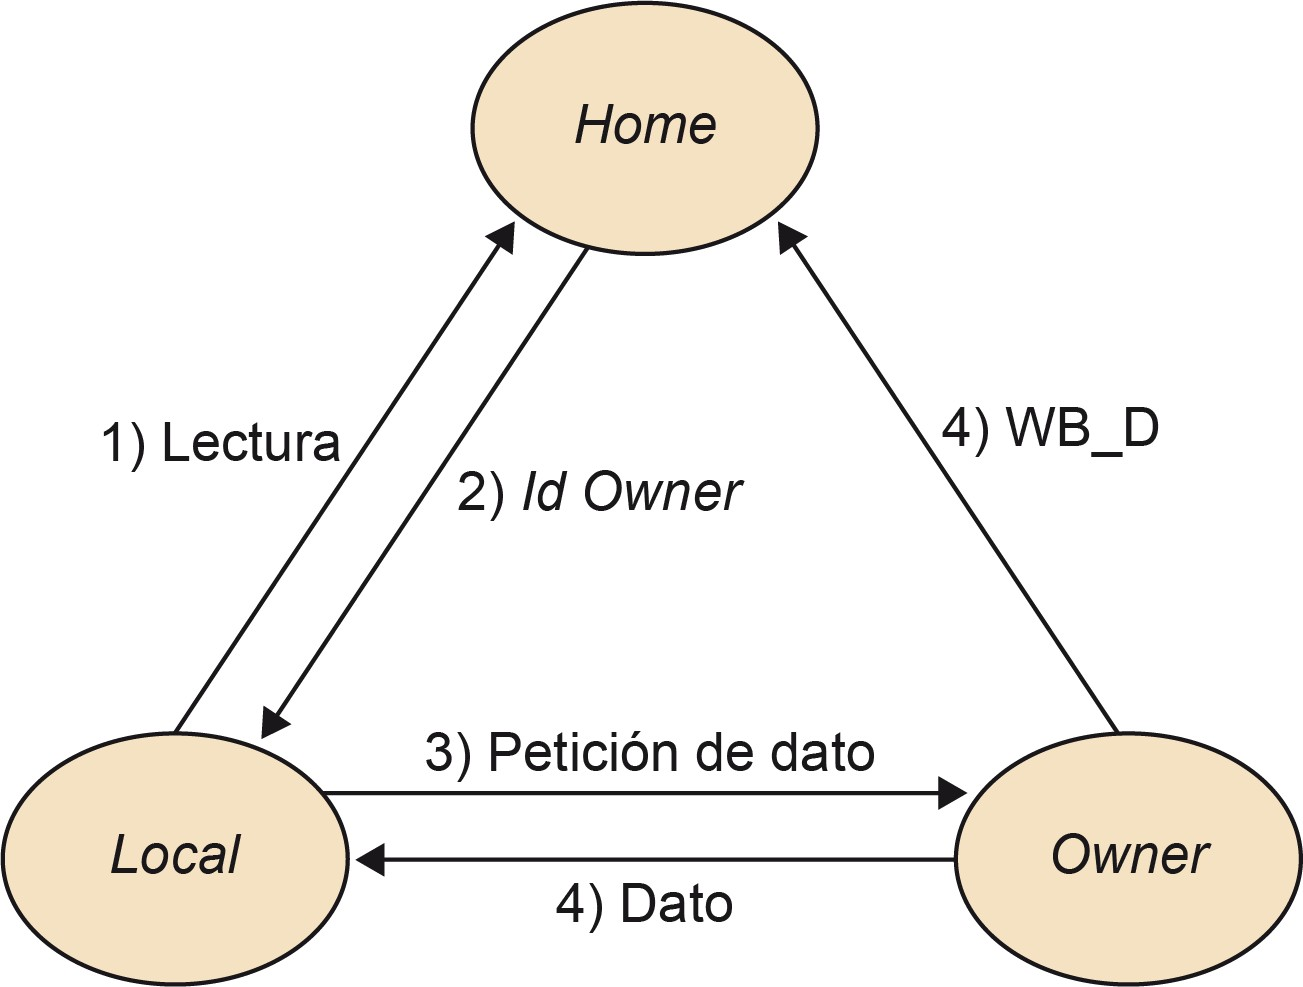 Home
1) Lectura
4) WB_D
2) Id Owner
3) Petición de dato
Local
Owner
4) Dato